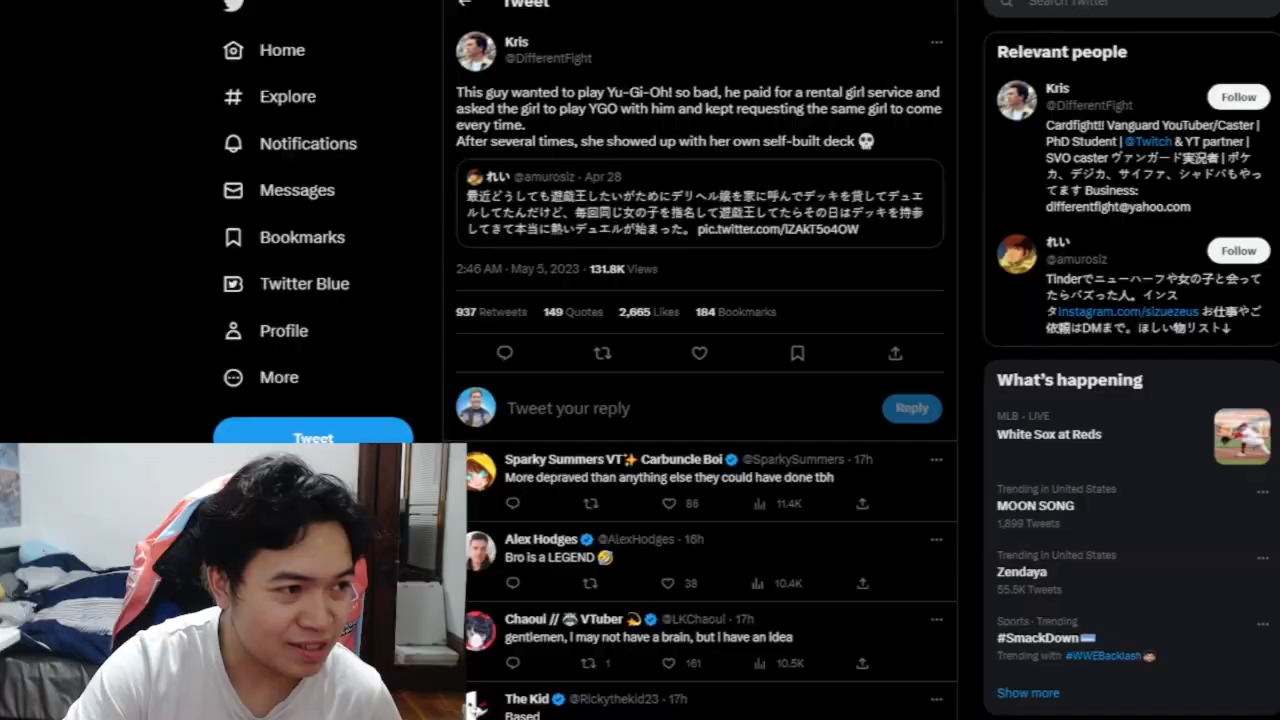 Tweet
Search Twitter
Home
Explore
Notifications
Messages
Bookmarks
Twitter Blue
Profile
More
Tweet
Kris
@DifferentFight
This guy wanted to play Yu-Gi-Oh! so bad, he paid for a rental girl service and
asked the girl to play YGO with him and kept requesting the same girl to come
every time.
After several times, she showed up with her own self-built deck 💀
れい @amurosiz · Apr 28
最近どうしても遊戯王したいがためにデリヘル嬢を家に呼んでデッキを貸してデュエ
ルしてたんだけど、毎回同じ女の子を指名して遊戯王してたらその日はデッキを持参
してきて本当に熱いデュエルが始まった。 pic.twitter.com/lZAkT5o4OW
2:46 AM · May 5, 2023 · 131.8K Views
937 Retweets 149 Quotes 2,665 Likes 184 Bookmarks
Tweet your reply
Reply
Sparky Summers VT✨ Carbuncle Boi @SparkySummers · 17h
More depraved than anything else they could have done tbh
86 11.4K
Alex Hodges @AlexHodges · 16h
Bro is a LEGEND 🤣
38 10.4K
Chaoui // 🦝 VTuber 💫 @LKChaoui · 17h
gentlemen, I may not have a brain, but I have an idea
1 161 10.5K
The Kid @Rickythekid23 · 17h
Based
Relevant people
Kris
@DifferentFight
Follow
Cardfight!! Vanguard YouTuber/Caster |
PhD Student | @Twitch & YT partner |
SVO caster ヴァンガード実況者 | ポケ
カ、デジカ、サイファ、シャドバもやっ
てます Business:
differentfight@yahoo.com
れい
@amurosiz
Follow
Tinderでニューハーフや女の子と会って
たらバズった人。インス
タInstagram.com/sizuezeus お仕事やご
依頼はDMまで。ほしい物リスト↓
What's happening
MLB · LIVE
White Sox at Reds
Trending in United States
MOON SONG
1,899 Tweets
Trending in United States
Zendaya
55.5K Tweets
Sports · Trending
#SmackDown
Trending with #WWEBacklash
Show more